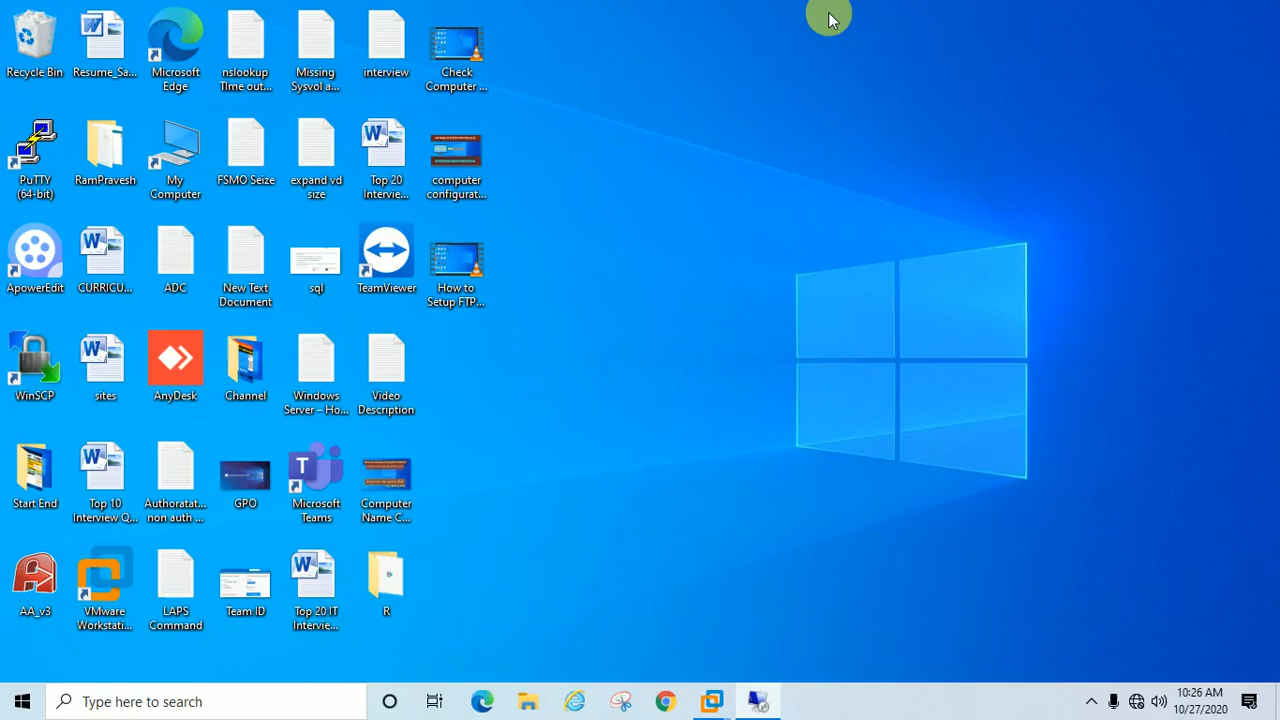 Recycle Bin
Resume_Sa...
Microsoft
Edge
nslookup
TIme out...
Missing
Sysvol a...
interview
Check
Computer ...
PuTTY
(64-bit)
RamPravesh
My
Computer
FSMO Seize
expand vd
size
Top 20
Intervie...
computer
configurat...
ApowerEdit
CURRICU...
ADC
New Text
Document
sql
TeamViewer
How to
Setup FTP...
WinSCP
sites
AnyDesk
Channel
Windows
Server – Ho...
Video
Description
Start End
Top 10
Interview Q...
Authoratat...
non auth ...
GPO
Microsoft
Teams
Computer
Name C...
AA_v3
VMware
Workstati...
LAPS
Command
Team ID
Top 20 IT
Intervie...
R
Type here to search
10:26 AM
10/27/2020